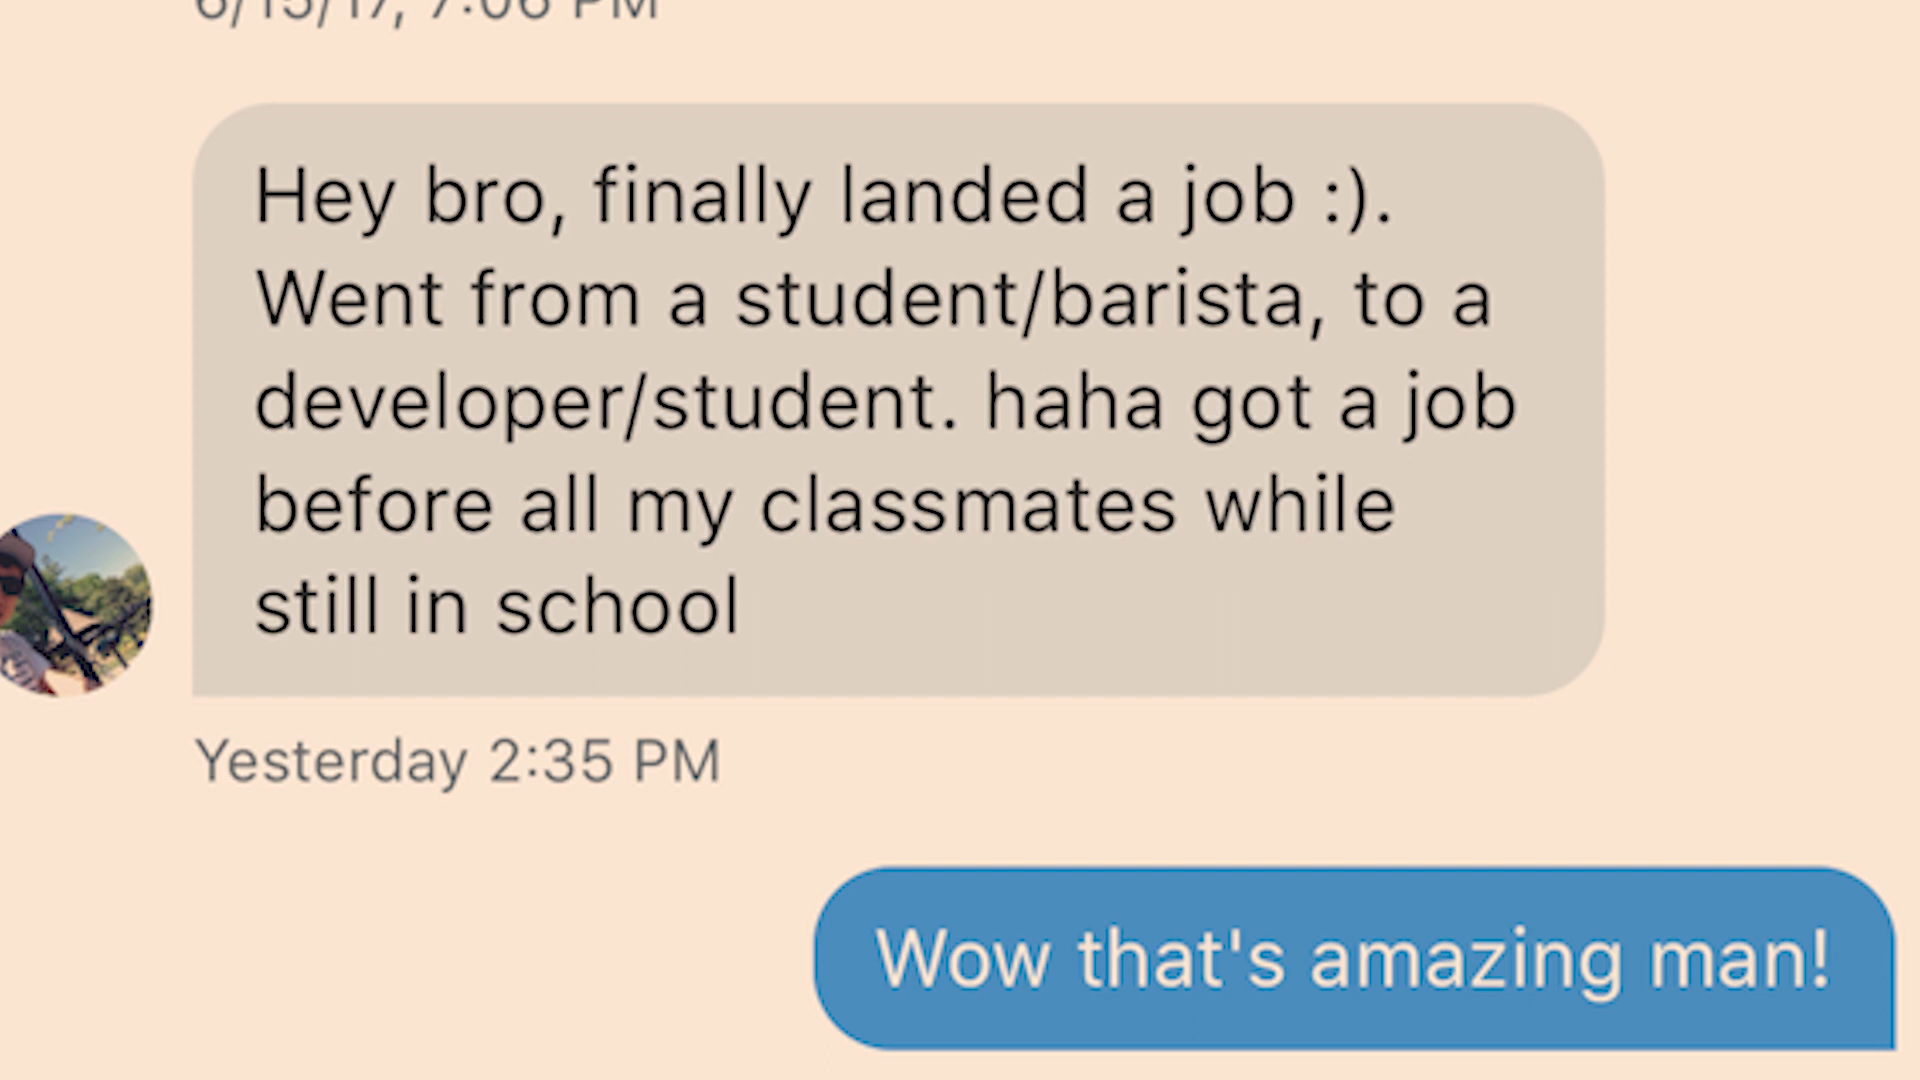 6/15/17, 7:06 PM
Hey bro, finally landed a job :).
Went from a student/barista, to a
developer/student. haha got a job
before all my classmates while
still in school
Yesterday 2:35 PM
Wow that's amazing man!